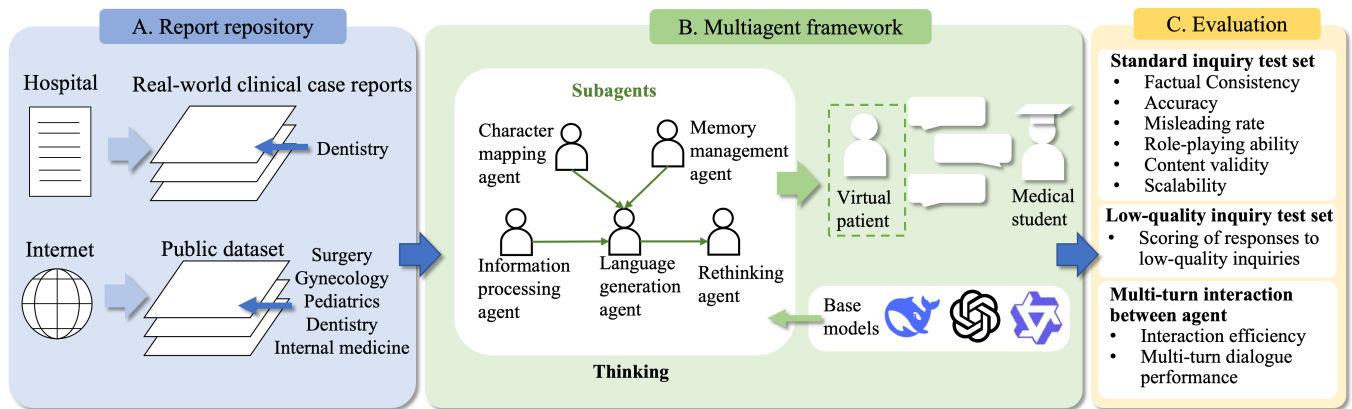 A. Report repository
Hospital
Real-world clinical case reports
Dentistry
Internet
Public dataset
Surgery
Gynecology
Pediatrics
Dentistry
Internal medicine
B. Multiagent framework
Subagents
Character
mapping
agent
Memory
management
agent
Information
processing
agent
Language
generation
agent
Rethinking
agent
Thinking
Virtual
patient
Medical
student
Base
models
C. Evaluation
Standard inquiry test set
• Factual Consistency
• Accuracy
• Misleading rate
• Role-playing ability
• Content validity
• Scalability
Low-quality inquiry test set
• Scoring of responses to
low-quality inquiries
Multi-turn interaction
between agent
• Interaction efficiency
• Multi-turn dialogue
performance